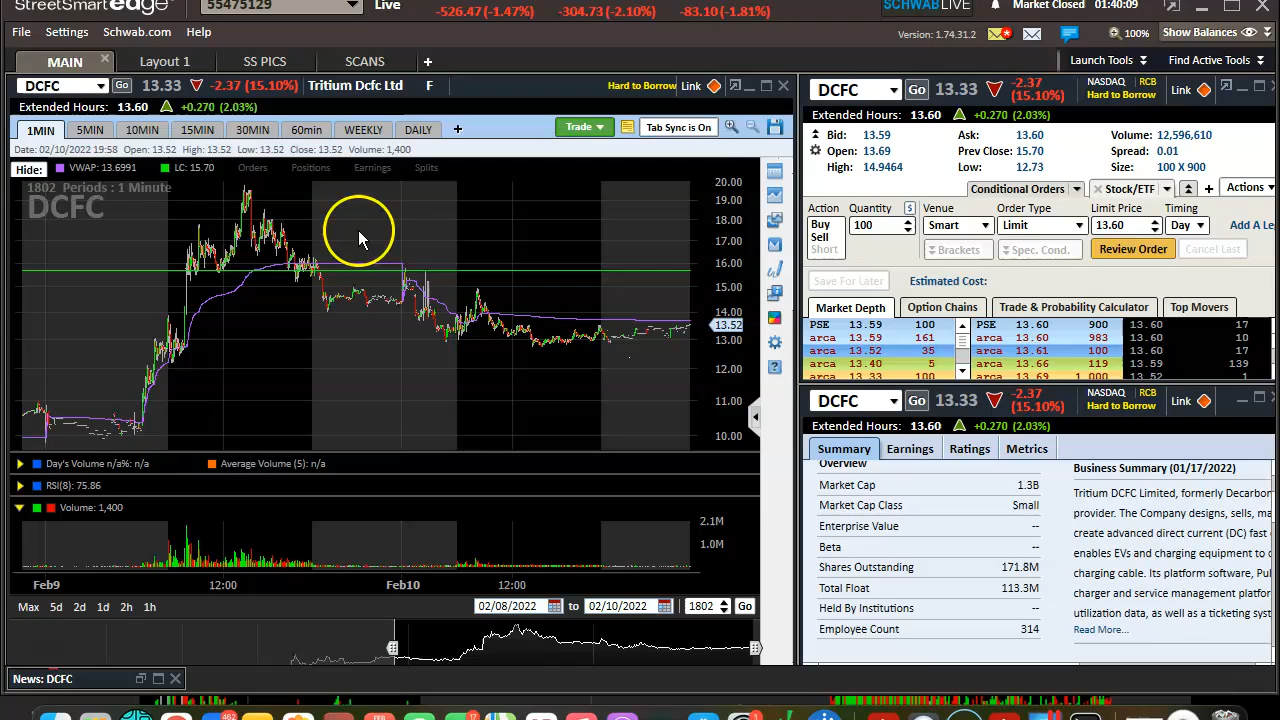 StreetSmart Edge
55475129
Live
-526.47 (-1.47%) -304.73 (-2.10%) -83.10 (-1.81%)
SCHWAB LIVE
Market Closed 01:40:09
File Settings Schwab.com Help
Version: 1.74.31.2
100%
Show Balances
MAIN Layout 1 SS PICS SCANS +
Launch Tools Find Active Tools
DCFC Go 13.33 -2.37 (15.10%) Tritium Dcfc Ltd F Hard to Borrow Link
Extended Hours: 13.60 +0.270 (2.03%)
1MIN 5MIN 10MIN 15MIN 30MIN 60min WEEKLY DAILY + Trade Tab Sync is On
Date: 02/10/2022 19:58 Open: 13.52 High: 13.52 Low: 13.52 Close: 13.52 Volume: 1,400
Hide: VWAP: 13.6991 LC: 15.70 Orders Positions Earnings Splits
1802 Periods : 1 Minute
DCFC
20.00
19.00
18.00
17.00
16.00
15.00
14.00
13.52
13.00
12.00
11.00
10.00
Day's Volume n/a%: n/a Average Volume (5): n/a
RSI(8): 75.86
Volume: 1,400
2.1M
1.0M
Feb9 12:00 Feb10 12:00
Max 5d 2d 1d 2h 1h 02/08/2022 to 02/10/2022 1802 Go
News: DCFC
DCFC Go 13.33 -2.37 (15.10%) NASDAQ RCB Hard to Borrow Link
Extended Hours: 13.60 +0.270 (2.03%)
Bid: 13.59 Ask: 13.60 Volume: 12,596,610
Open: 13.69 Prev Close: 15.70 Spread: 0.01
High: 14.9464 Low: 12.73 Size: 100 X 900
Conditional Orders Stock/ETF + Actions
Action Quantity $ Venue Order Type Limit Price Timing
Buy
Sell
Short
100 Smart Limit 13.60 Day Add A Le
Brackets Spec. Cond. Review Order Cancel Last
Save For Later Estimated Cost:
Market Depth Option Chains Trade & Probability Calculator Top Movers
PSE 13.59 100 PSE 13.60 900 13.60 17
arca 13.59 161 arca 13.60 983 13.60 10
arca 13.52 35 arca 13.61 100 13.60 17
arca 13.40 5 arca 13.66 119 13.59 139
arca 13.33 100 arca 13.69 1 000 13.52 1
DCFC Go 13.33 -2.37 (15.10%) NASDAQ RCB Hard to Borrow Link
Extended Hours: 13.60 +0.270 (2.03%)
Summary Earnings Ratings Metrics
Overview
Market Cap 1.3B
Market Cap Class Small
Enterprise Value --
Beta --
Shares Outstanding 171.8M
Total Float 113.3M
Held By Institutions --
Employee Count 314
Business Summary (01/17/2022)
Tritium DCFC Limited, formerly Decarbon
provider. The Company designs, sells, ma
create advanced direct current (DC) fast
enables EVs and charging equipment to c
charging cable. Its platform software, Pul
charger and service management platfor
utilization data, as well as a ticketing sys
Read More...
462
17
1